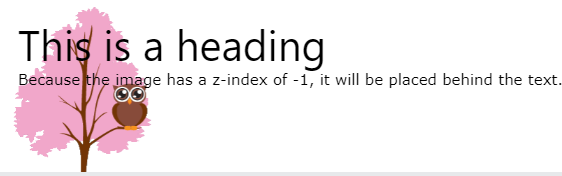 This is a heading
Because the image has a z-index of -1, it will be placed behind the text.